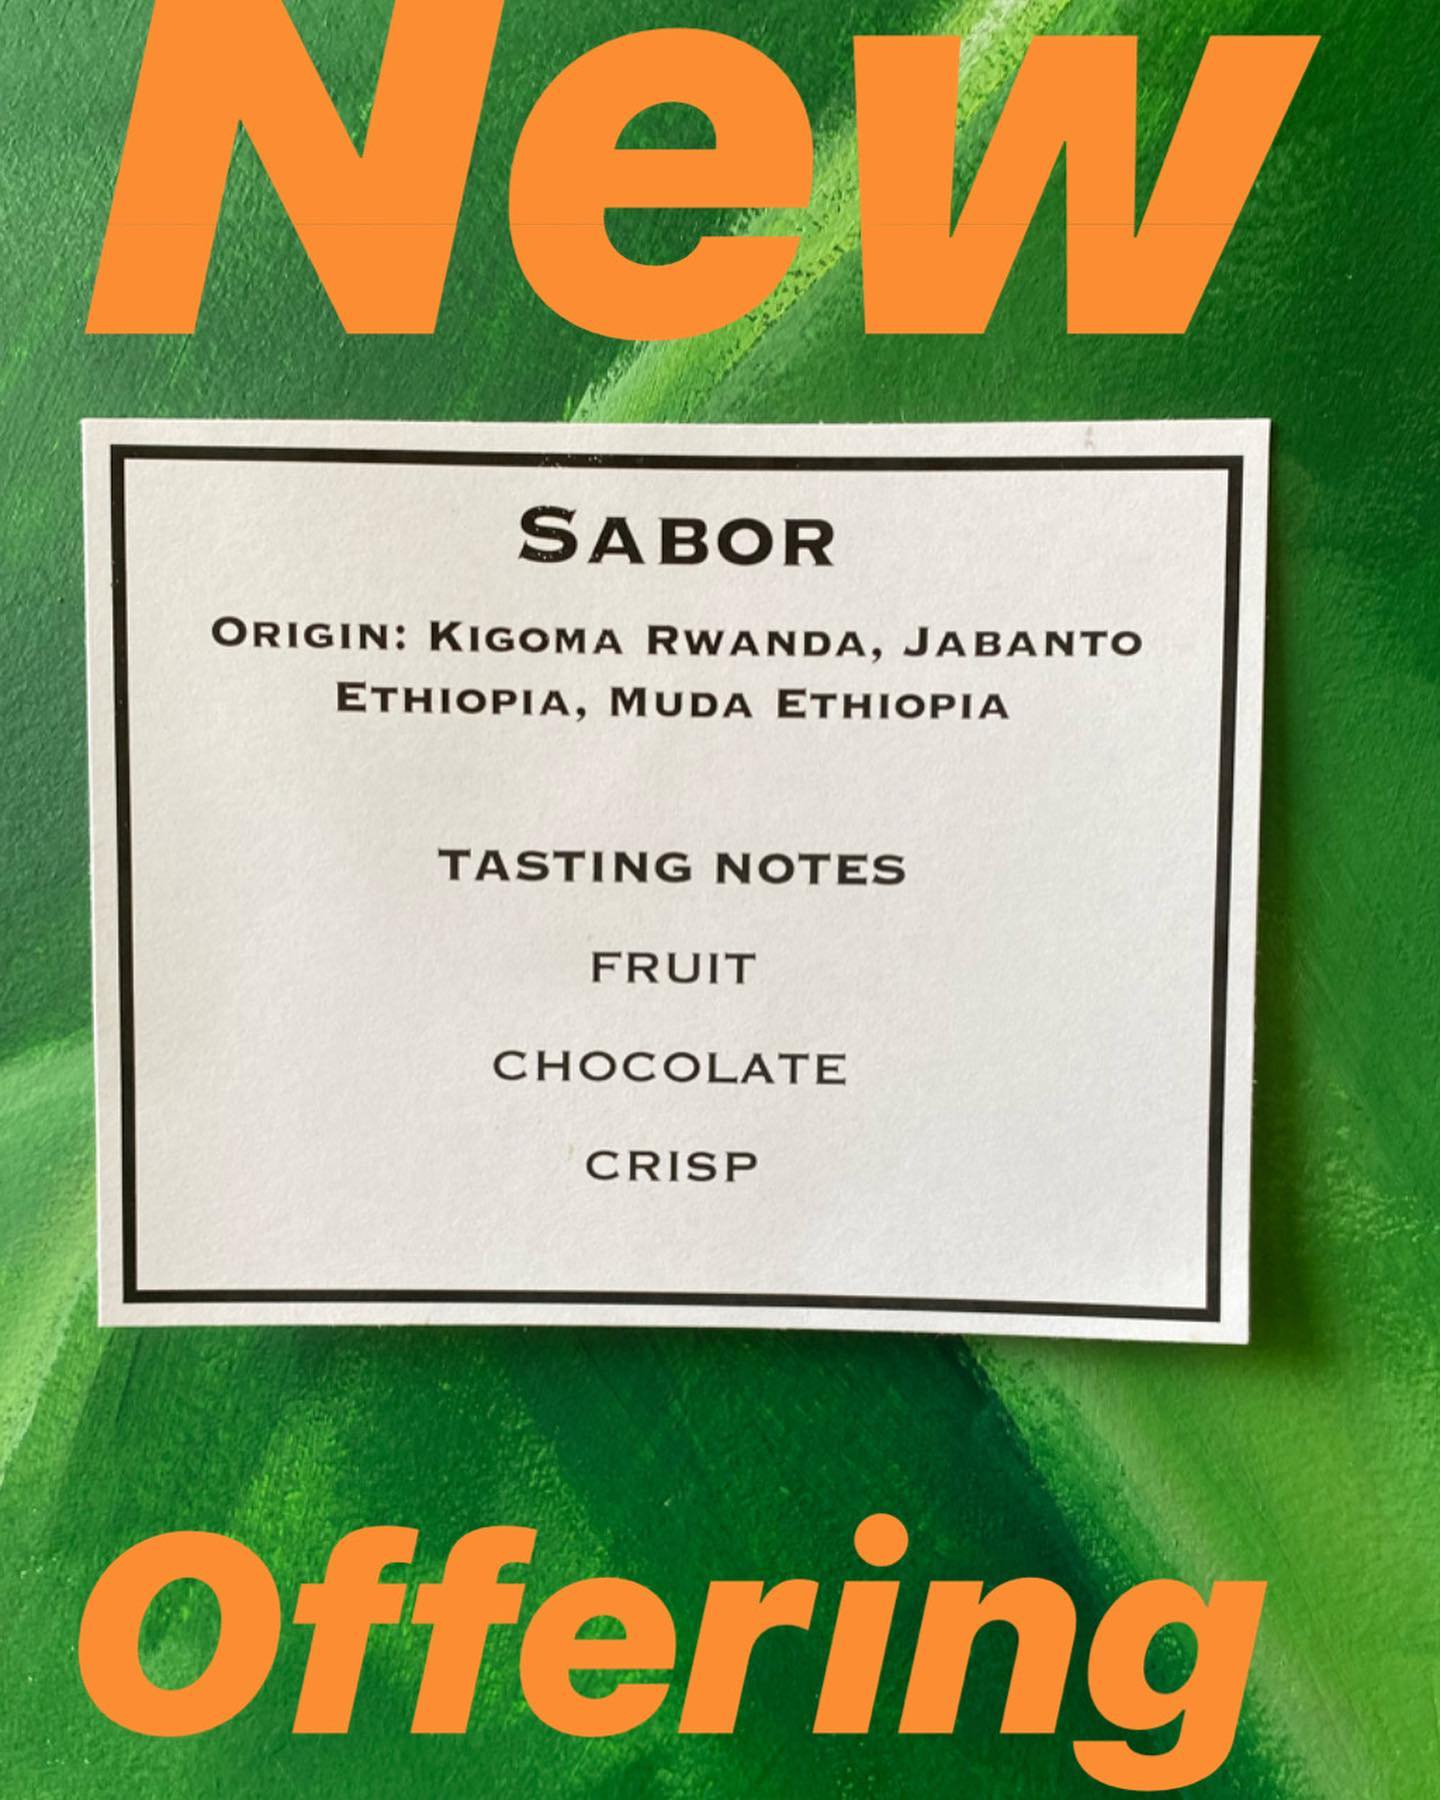 New
SABOR
ORIGIN: KIGOMA RWANDA, JABANTO
ETHIOPIA, MUDA ETHIOPIA
TASTING NOTES
FRUIT
CHOCOLATE
CRISP
Offering